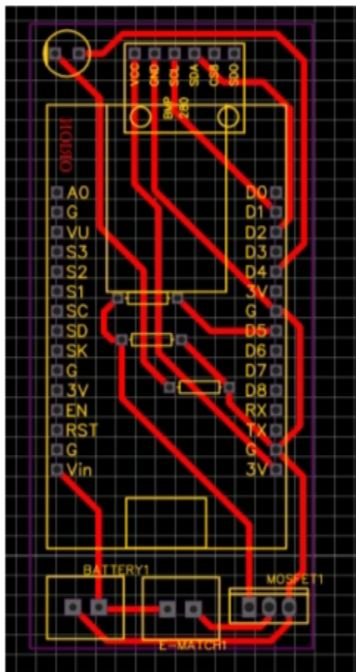 VCC
GND
SCL
SDA
CSB
SDO
BMP
280
A0
G
VU
S3
S2
S1
SC
SD
SK
G
3V
EN
RST
G
Vin
D0
D1
D2
D3
D4
3V
G
D5
D6
D7
D8
RX
TX
G
3V
BATTERY1
E-MATCH1
MOSFET1